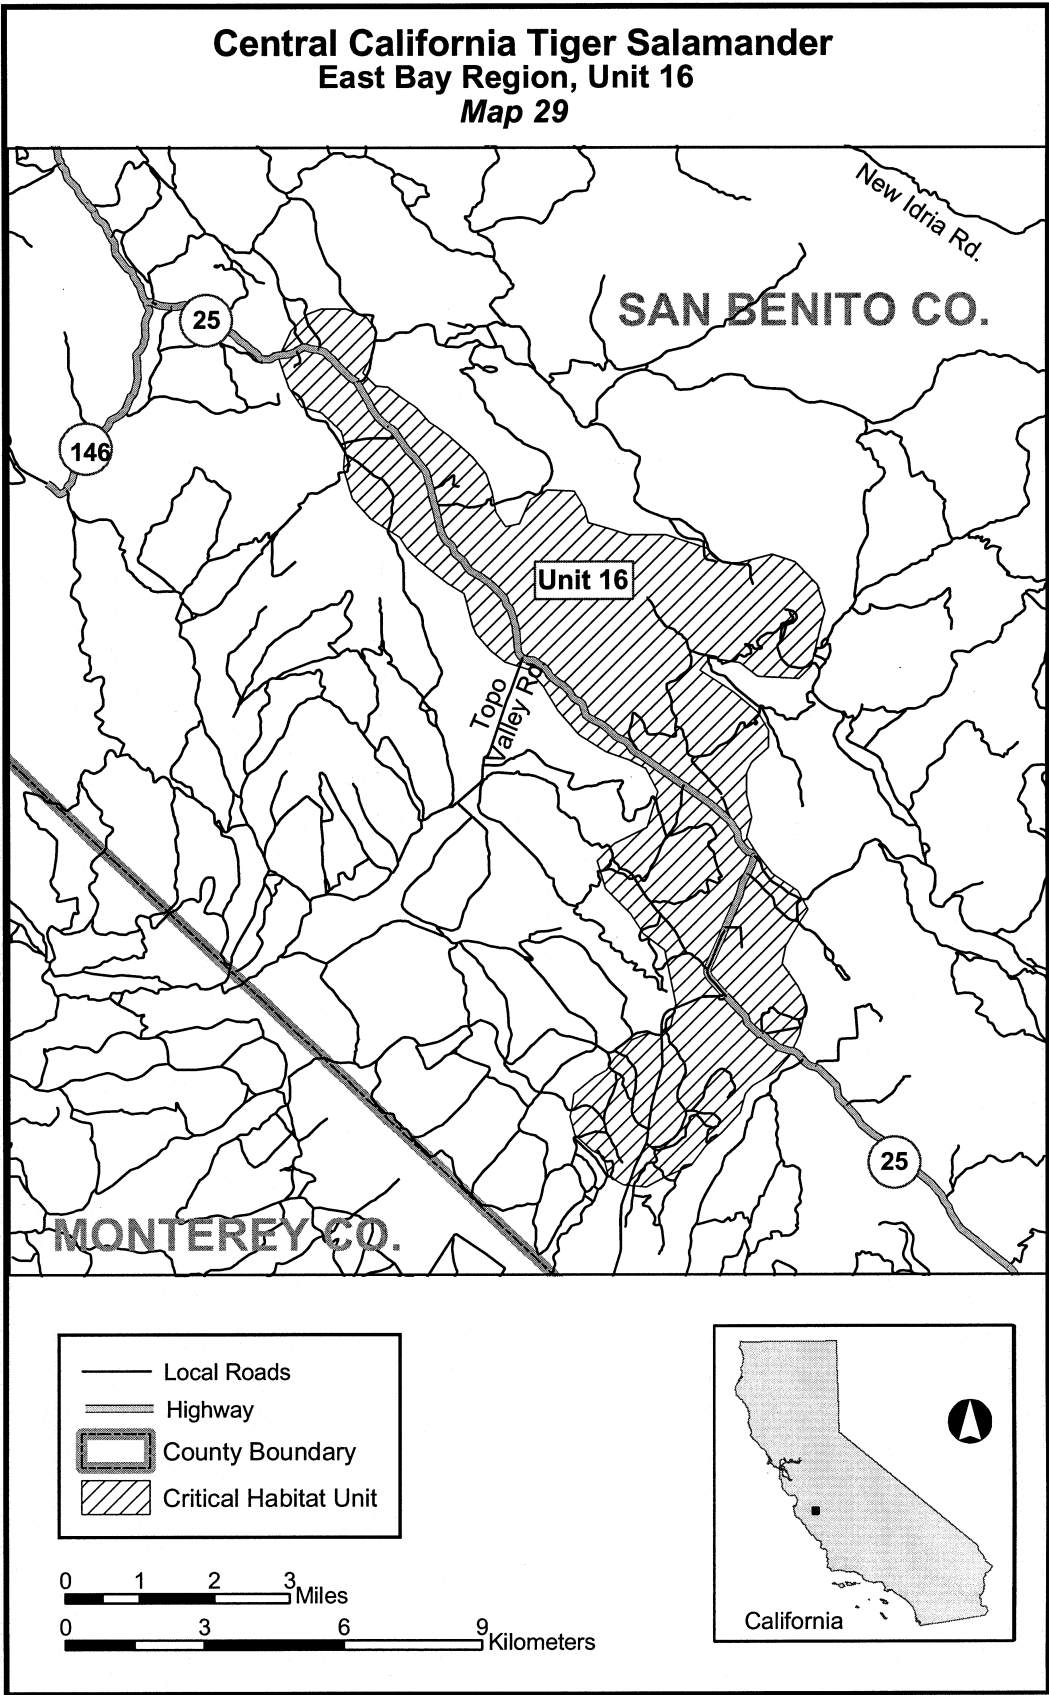 Central California Tiger Salamander
East Bay Region, Unit 16
Map 29
New Idria Rd.
SAN BENITO CO.
25
146
Unit 16
Topo
Valley Rd
25
MONTEREY CO.
Local Roads
Highway
County Boundary
Critical Habitat Unit
0 1 2 3 Miles
0 3 6 9 Kilometers
California